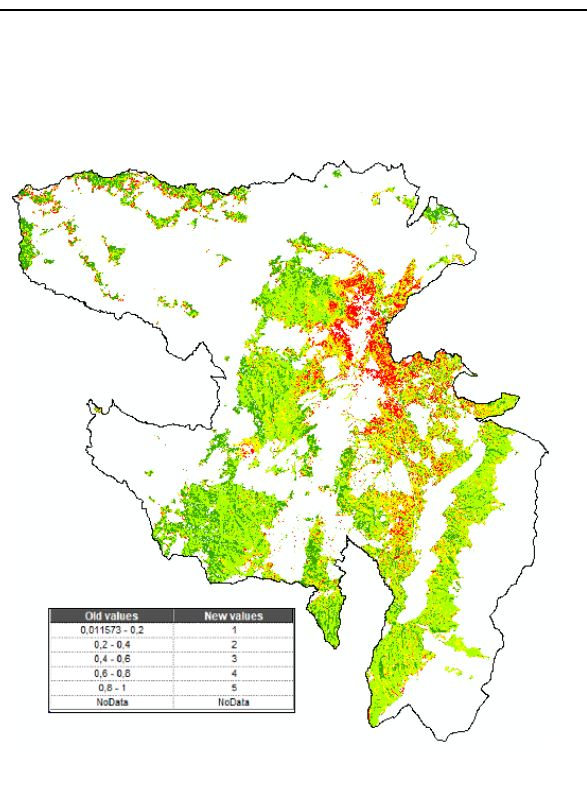 Old values New values
0,011573 - 0,2 1
0,2 - 0,4 2
0,4 - 0,6 3
0,6 - 0,8 4
0,8 - 1 5
NoData NoData